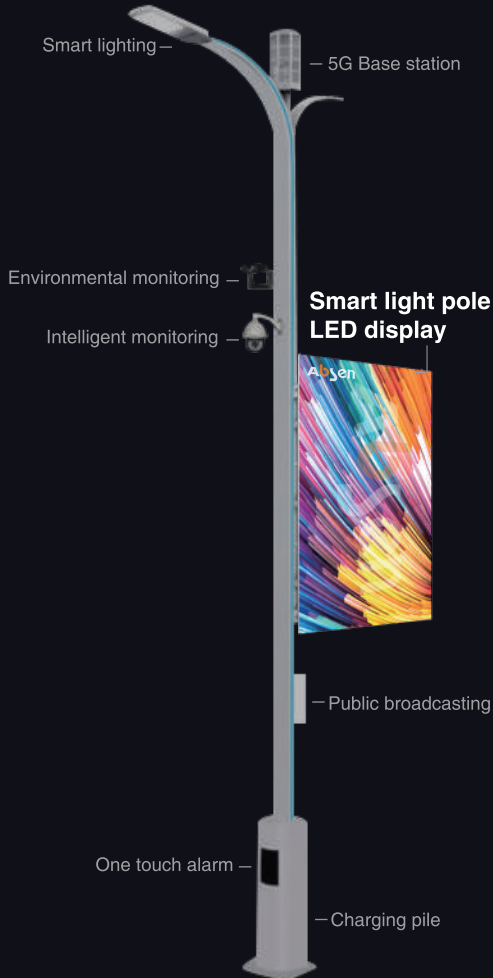 Smart lighting
5G Base station
Environmental monitoring
Smart light pole
LED display
Intelligent monitoring
Absen
Public broadcasting
One touch alarm
Charging pile